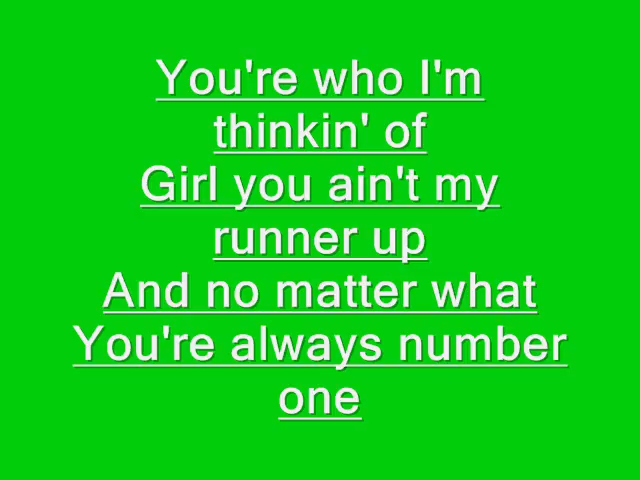 You're who I'm
thinkin' of
Girl you ain't my
runner up
And no matter what
You're always number
one